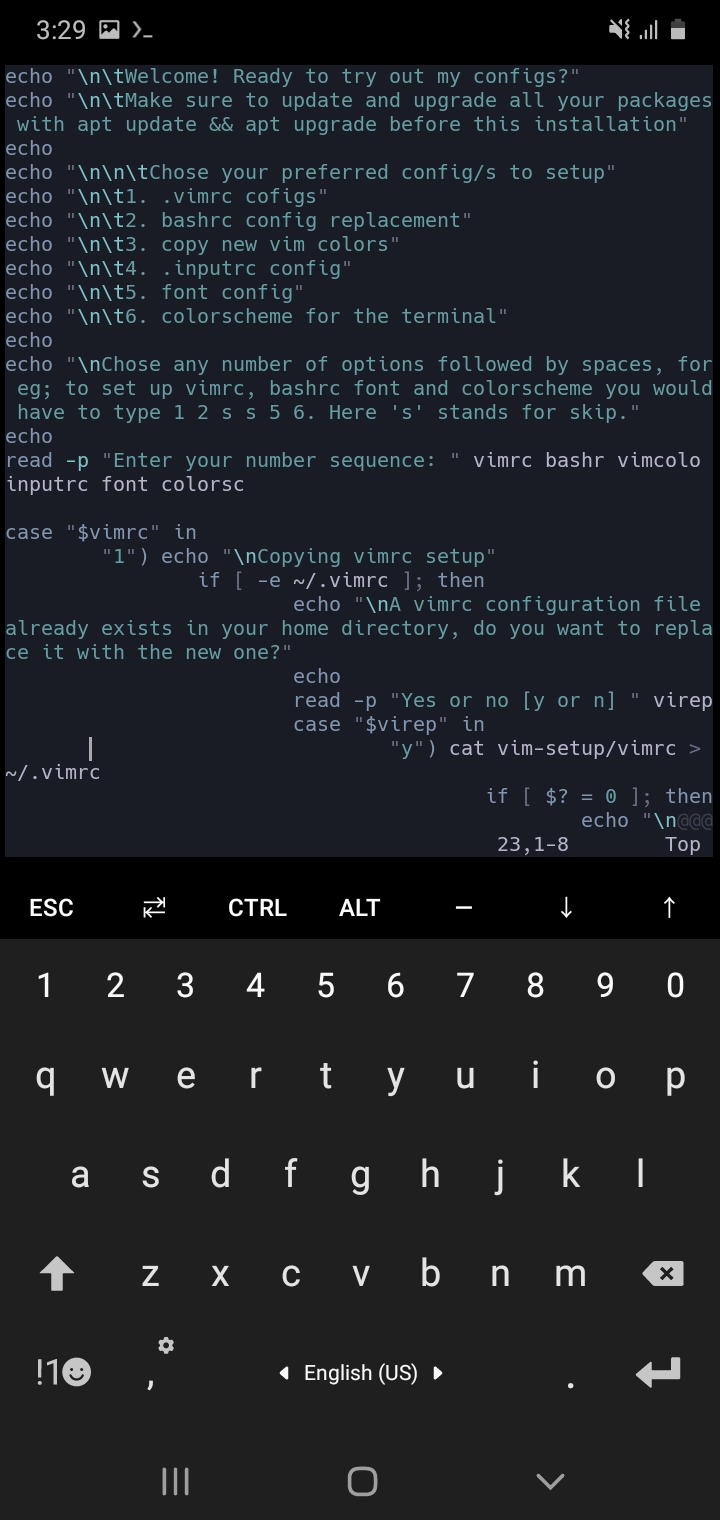 3:29
echo "\n\tWelcome! Ready to try out my configs?"
echo "\n\tMake sure to update and upgrade all your packages
with apt update && apt upgrade before this installation"
echo
echo "\n\n\tChose your preferred config/s to setup"
echo "\n\t1. .vimrc cofigs"
echo "\n\t2. bashrc config replacement"
echo "\n\t3. copy new vim colors"
echo "\n\t4. .inputrc config"
echo "\n\t5. font config"
echo "\n\t6. colorscheme for the terminal"
echo
echo "\nChose any number of options followed by spaces, for
eg; to set up vimrc, bashrc font and colorscheme you would
have to type 1 2 s s 5 6. Here 's' stands for skip."
echo
read -p "Enter your number sequence: " vimrc bashr vimcolo
inputrc font colorsc
case "$vimrc" in
"1") echo "\nCopying vimrc setup"
if [ -e ~/.vimrc ]; then
echo "\nA vimrc configuration file
already exists in your home directory, do you want to repla
ce it with the new one?"
echo
read -p "Yes or no [y or n] " virep
case "$virep" in
"y") cat vim-setup/vimrc >
~/.vimrc
if [ $? = 0 ]; then
echo "\n@@@
23,1-8 Top
ESC CTRL ALT – ↓ ↑
1 2 3 4 5 6 7 8 9 0
q w e r t y u i o p
a s d f g h j k l
z x c v b n m
!1 , English (US) .